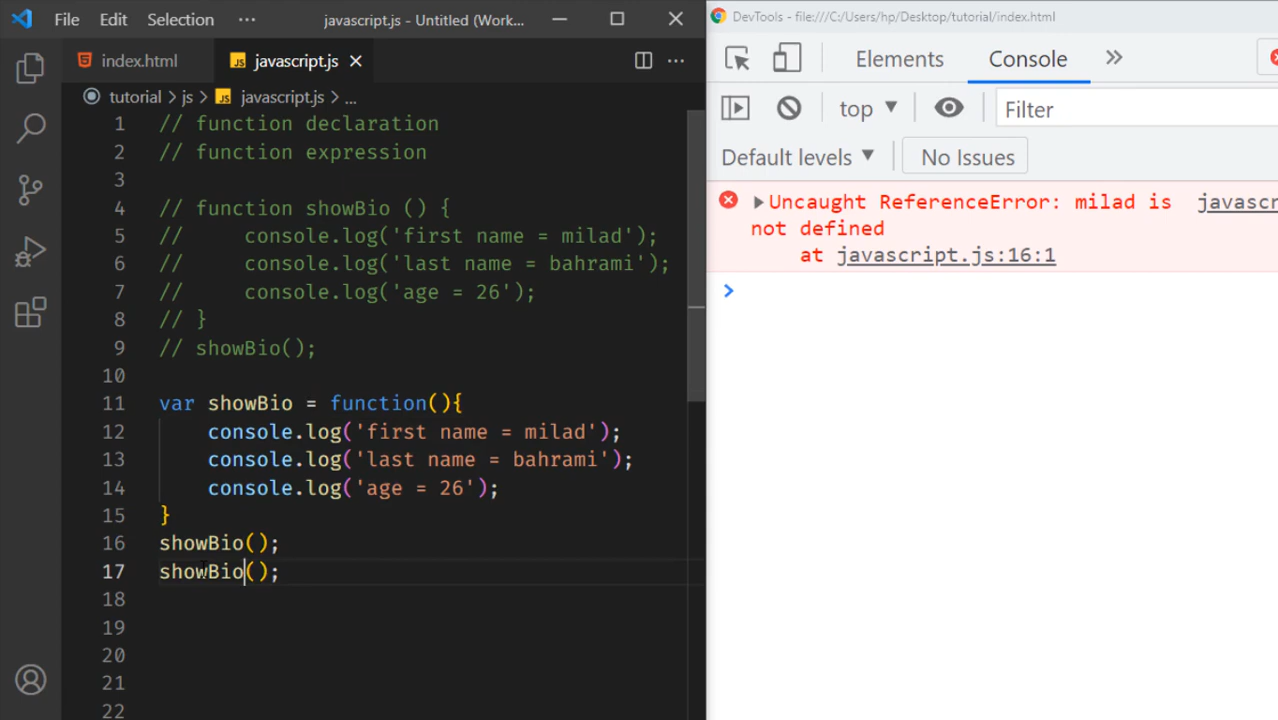 File Edit Selection ··· javascript.js - Untitled (Work...
index.html javascript.js
tutorial > js > javascript.js > ...
1 // function declaration
2 // function expression
3
4 // function showBio () {
5 //     console.log('first name = milad');
6 //     console.log('last name = bahrami');
7 //     console.log('age = 26');
8 // }
9 // showBio();
10
11 var showBio = function(){
12     console.log('first name = milad');
13     console.log('last name = bahrami');
14     console.log('age = 26');
15 }
16 showBio();
17 showBio();
18
19
20
21
22
DevTools - file:///C:/Users/hp/Desktop/tutorial/index.html
Elements Console
top Filter
Default levels No Issues
Uncaught ReferenceError: milad is javascr
not defined
at javascript.js:16:1